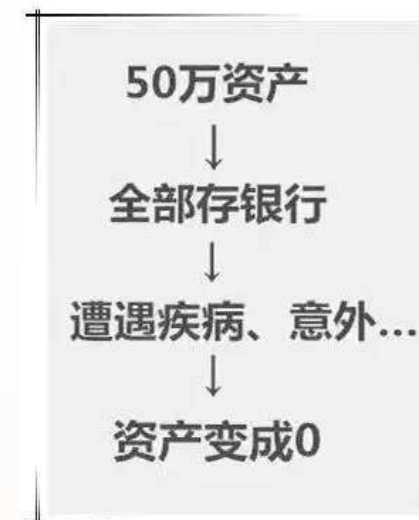 50万资产
↓
全部存银行
↓
遭遇疾病、意外...
↓
资产变成0